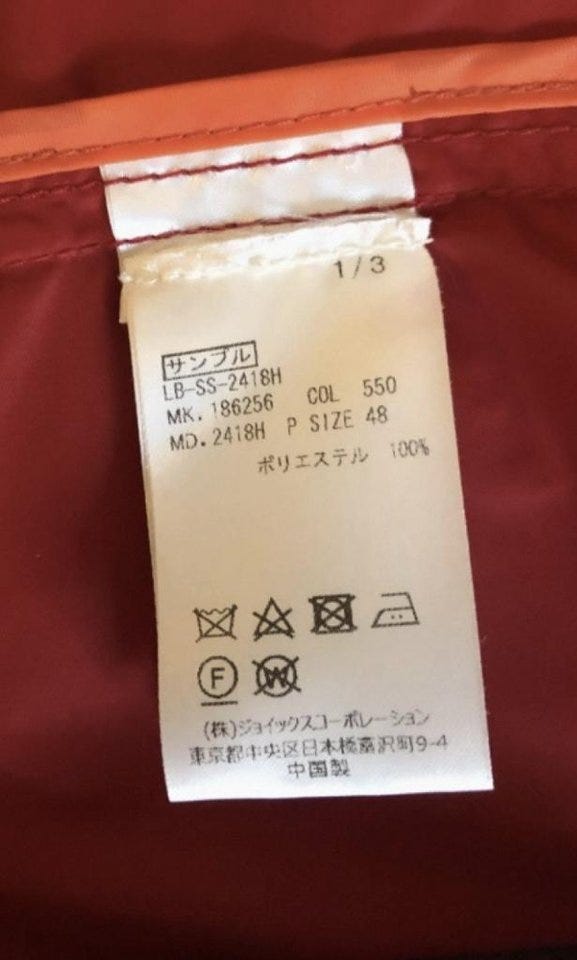 1/3
サンプル
LB-SS-2418H
MK. 186256 COL 550
MD. 2418H P SIZE 48
ポリエステル 100%
F W
(株)ジョイックスコーポレーション
東京都中央区日本橋富沢町9-4
中国製